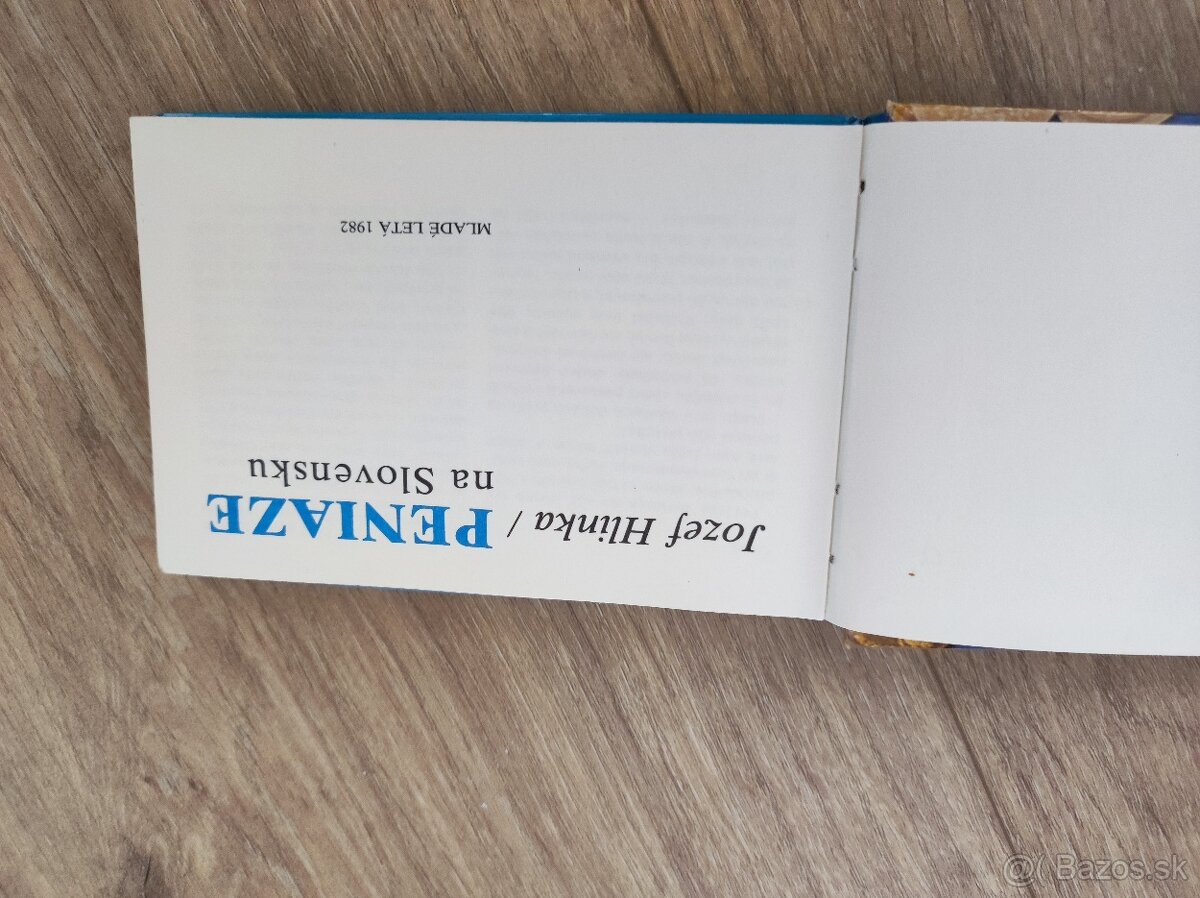 Jozef Hlinka / PENIAZE
na Slovensku
MLADÉ LETÁ 1982
@( Bazos.sk